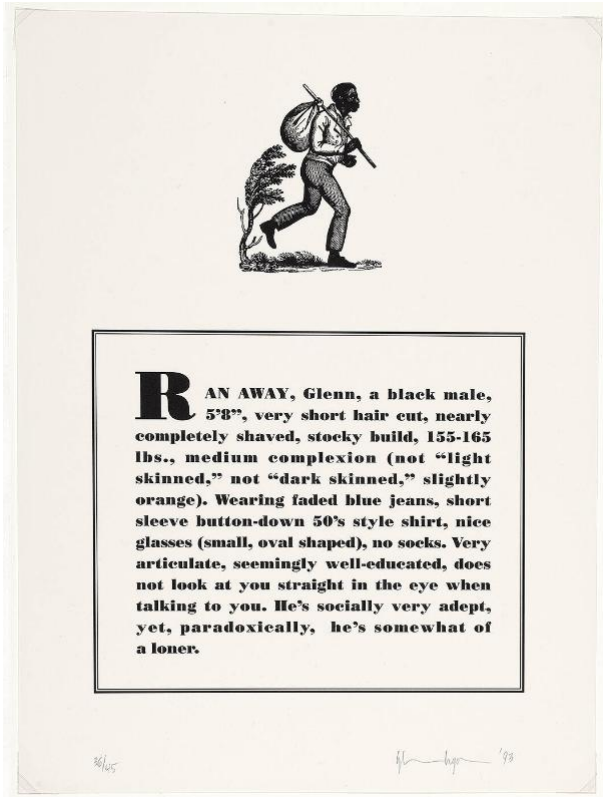 RAN AWAY, Glenn, a black male,
5’8”, very short hair cut, nearly
completely shaved, stocky build, 155-165
lbs., medium complexion (not “light
skinned,” not “dark skinned,” slightly
orange). Wearing faded blue jeans, short
sleeve button-down 50’s style shirt, nice
glasses (small, oval shaped), no socks. Very
articulate, seemingly well-educated, does
not look at you straight in the eye when
talking to you. He’s socially very adept,
yet, paradoxically, he’s somewhat of
a loner.
36/45
’93